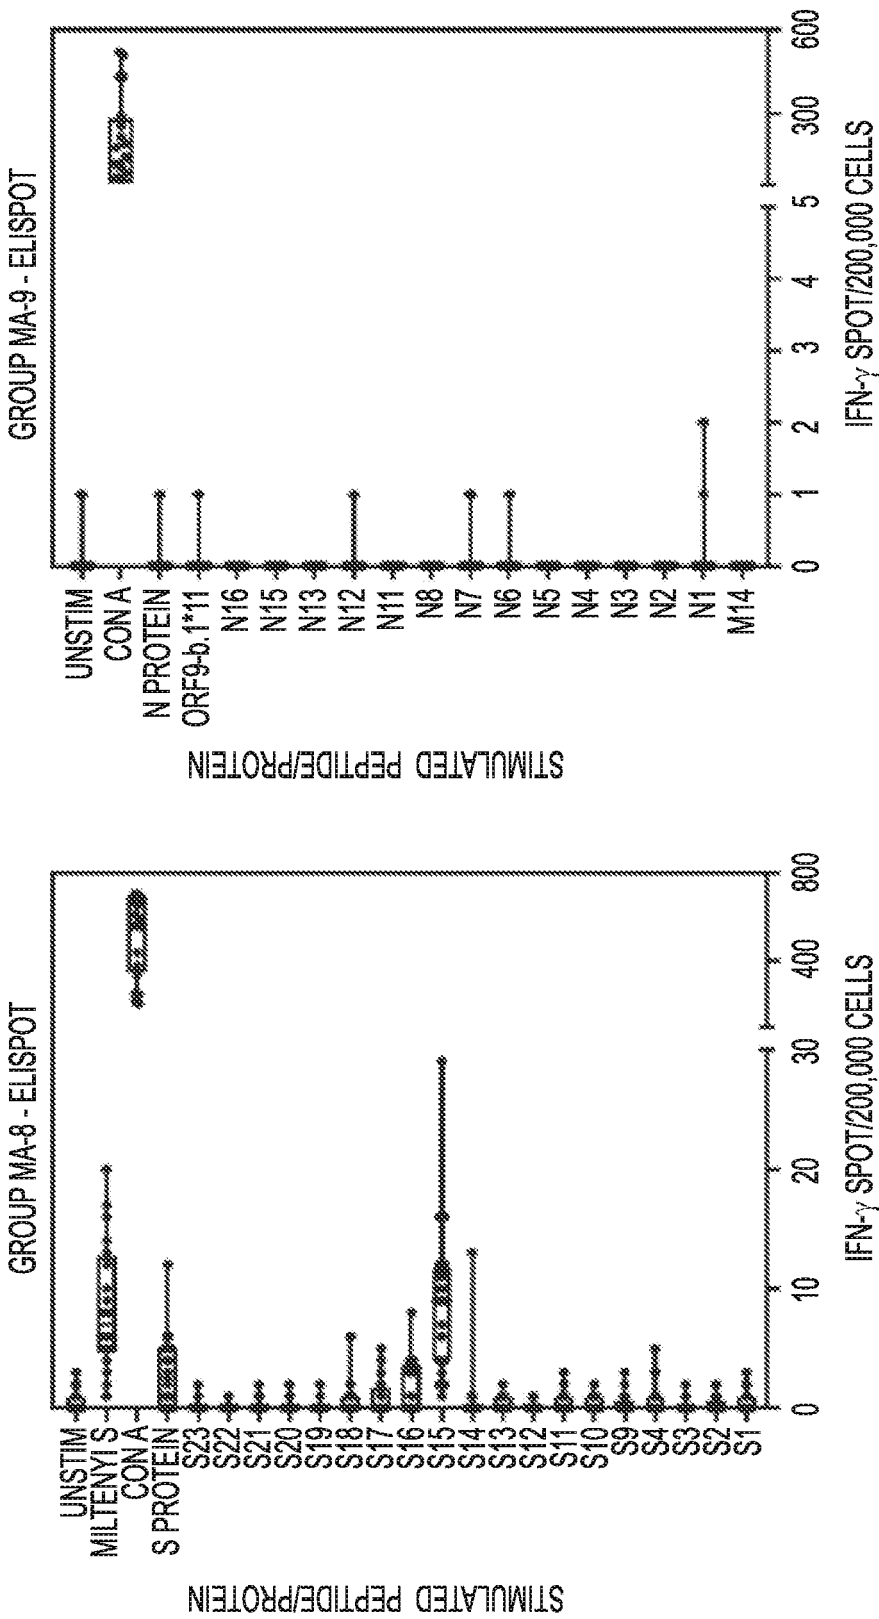 GROUP MA-8 - ELISPOT
STIMULATED PEPTIDE/PROTEIN
UNSTIM
MILTENYI S
CON A
S PROTEIN
S23
S22
S21
S20
S19
S18
S17
S16
S15
S14
S13
S12
S11
S10
S9
S4
S3
S2
S1
0
10
20
30
400
800
IFN-γ SPOT/200,000 CELLS
GROUP MA-9 - ELISPOT
STIMULATED PEPTIDE/PROTEIN
UNSTIM
CON A
N PROTEIN
ORF9-b.1*11
N16
N15
N13
N12
N11
N8
N7
N6
N5
N4
N3
N2
N1
M14
0
1
2
3
4
5
300
600
IFN-γ SPOT/200,000 CELLS